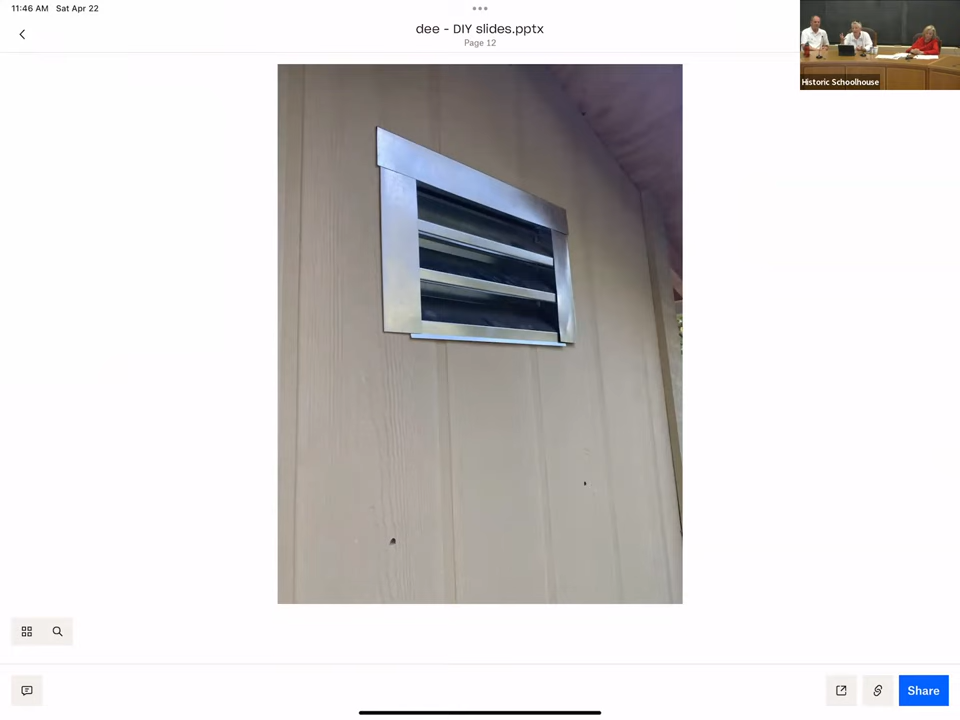 11:46 AM Sat Apr 22
dee - DIY slides.pptx
Page 12
Historic Schoolhouse
Share